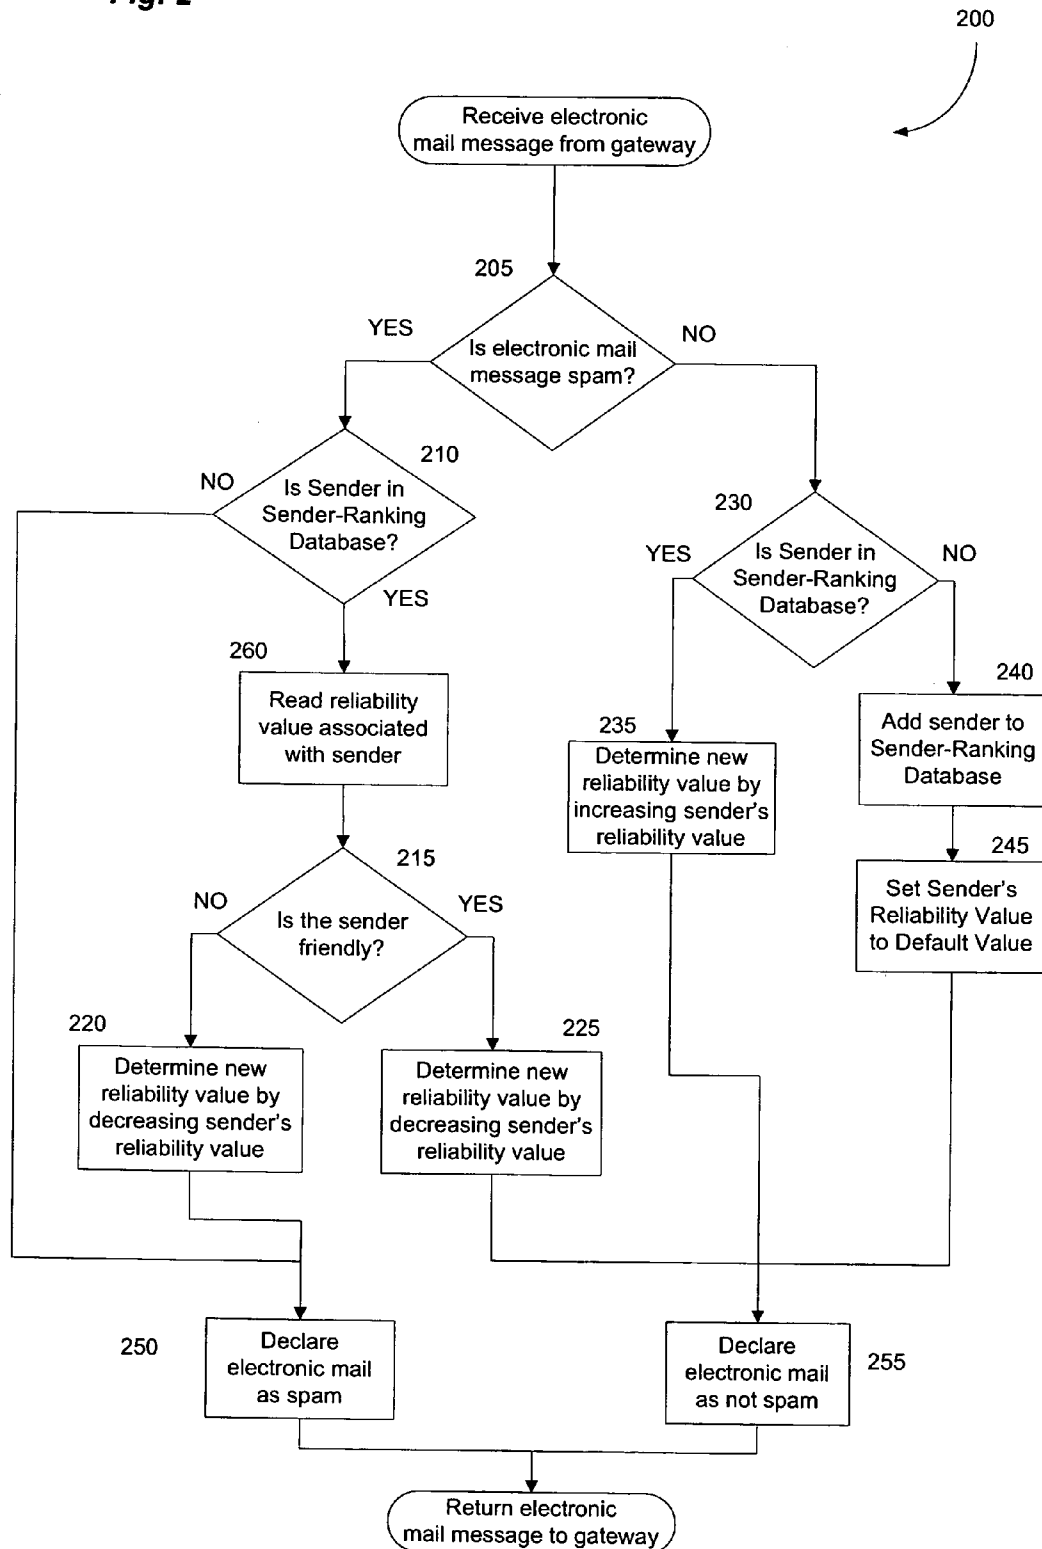 Fig. 2
200
Receive electronic
mail message from gateway
205
YES
NO
Is electronic mail
message spam?
210
NO
Is Sender in
Sender-Ranking
Database?
YES
230
YES
NO
Is Sender in
Sender-Ranking
Database?
260
Read reliability
value associated
with sender
235
Determine new
reliability value by
increasing sender's
reliability value
240
Add sender to
Sender-Ranking
Database
245
Set Sender's
Reliability Value
to Default Value
215
NO
YES
Is the sender
friendly?
220
Determine new
reliability value by
decreasing sender's
reliability value
225
Determine new
reliability value by
decreasing sender's
reliability value
250
Declare
electronic mail
as spam
Declare
electronic mail
as not spam
255
Return electronic
mail message to gateway